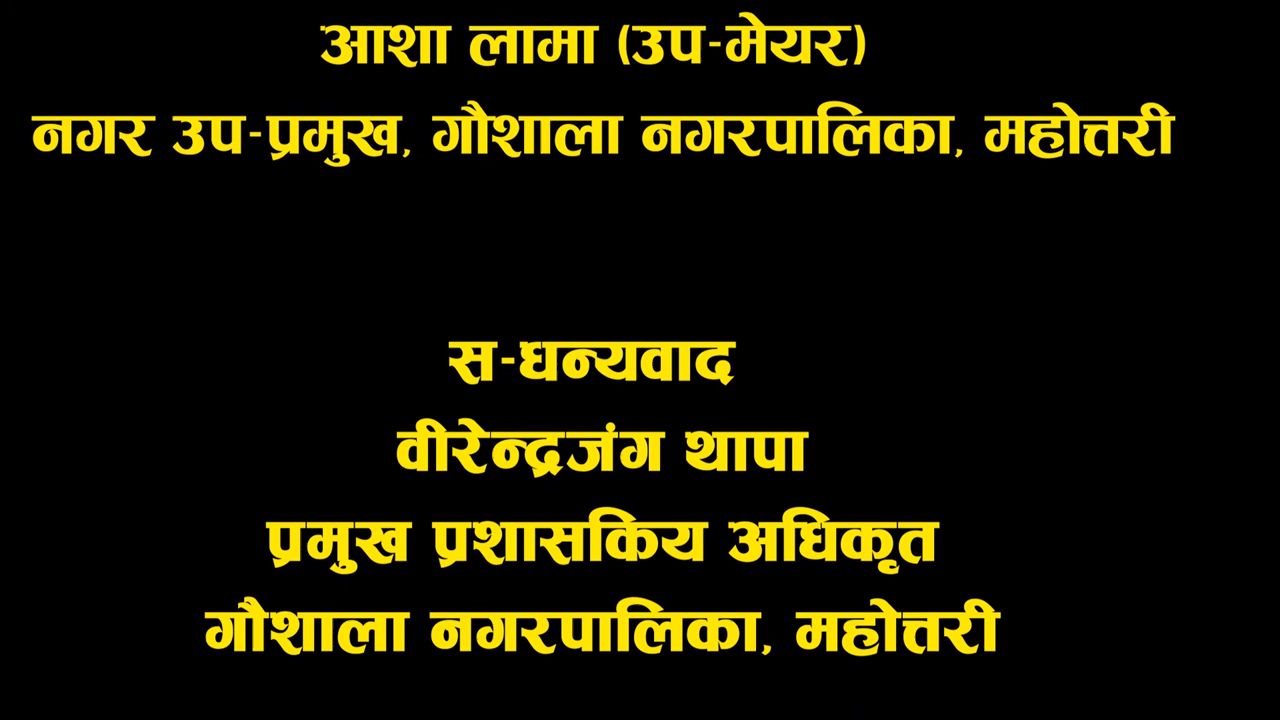 आशा लामा (उप-मेयर)
नगर उप-प्रमुख, गौशाला नगरपालिका, महोत्तरी
स-धन्यवाद
वीरेन्द्रजंग थापा
प्रमुख प्रशासकिय अधिकृत
गौशाला नगरपालिका, महोत्तरी